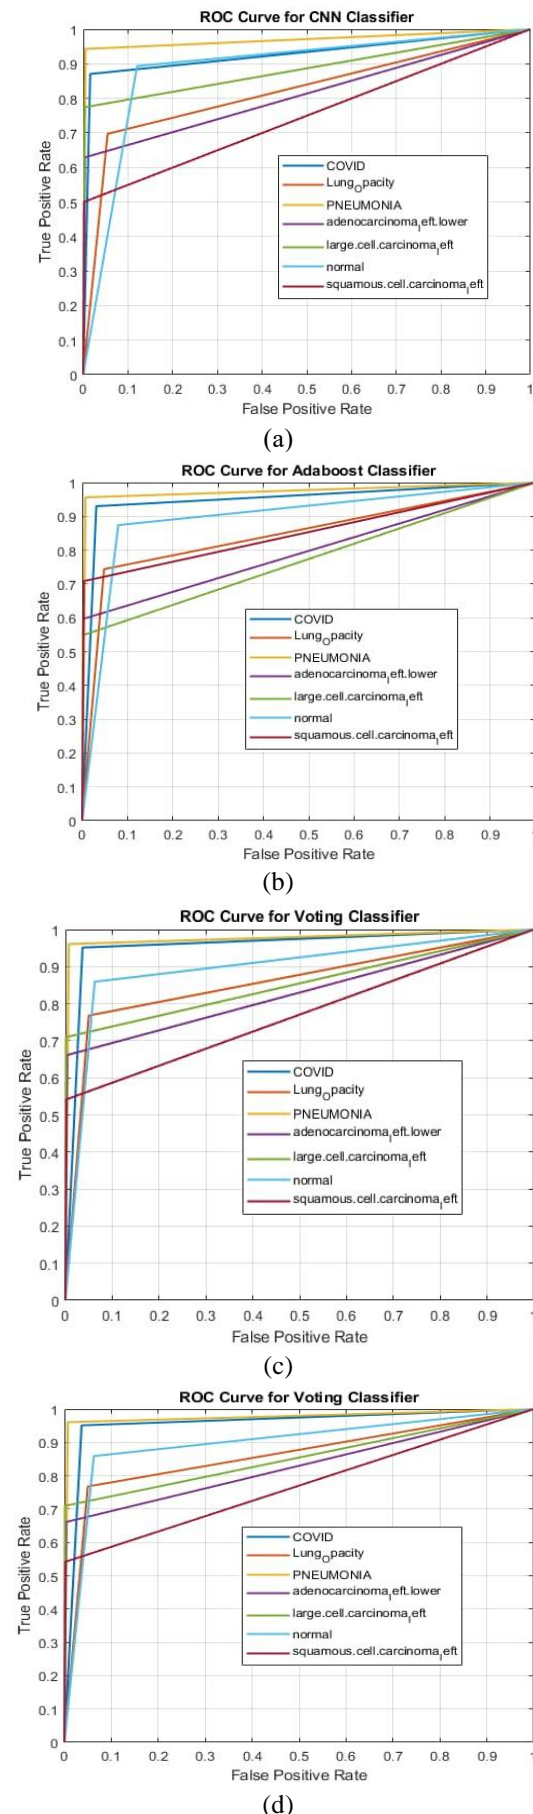 ROC Curve for CNN Classifier
1
0.9
0.8
0.7
0.6
0.5
0.4
0.3
0.2
0.1
0
True Positive Rate
COVID
Lung_Opacity
PNEUMONIA
adenocarcinoma_left.lower
large.cell.carcinoma_left
normal
squamous.cell.carcinoma_left
0 0.1 0.2 0.3 0.4 0.5 0.6 0.7 0.8 0.9 1
False Positive Rate
(a)
ROC Curve for Adaboost Classifier
1
0.9
0.8
0.7
0.6
0.5
0.4
0.3
0.2
0.1
0
True Positive Rate
COVID
Lung_Opacity
PNEUMONIA
adenocarcinoma_left.lower
large.cell.carcinoma_left
normal
squamous.cell.carcinoma_left
0 0.1 0.2 0.3 0.4 0.5 0.6 0.7 0.8 0.9 1
False Positive Rate
(b)
ROC Curve for Voting Classifier
1
0.9
0.8
0.7
0.6
0.5
0.4
0.3
0.2
0.1
0
True Positive Rate
COVID
Lung_Opacity
PNEUMONIA
adenocarcinoma_left.lower
large.cell.carcinoma_left
normal
squamous.cell.carcinoma_left
0 0.1 0.2 0.3 0.4 0.5 0.6 0.7 0.8 0.9 1
False Positive Rate
(c)
ROC Curve for Voting Classifier
1
0.9
0.8
0.7
0.6
0.5
0.4
0.3
0.2
0.1
0
True Positive Rate
COVID
Lung_Opacity
PNEUMONIA
adenocarcinoma_left.lower
large.cell.carcinoma_left
normal
squamous.cell.carcinoma_left
0 0.1 0.2 0.3 0.4 0.5 0.6 0.7 0.8 0.9 1
False Positive Rate
(d)